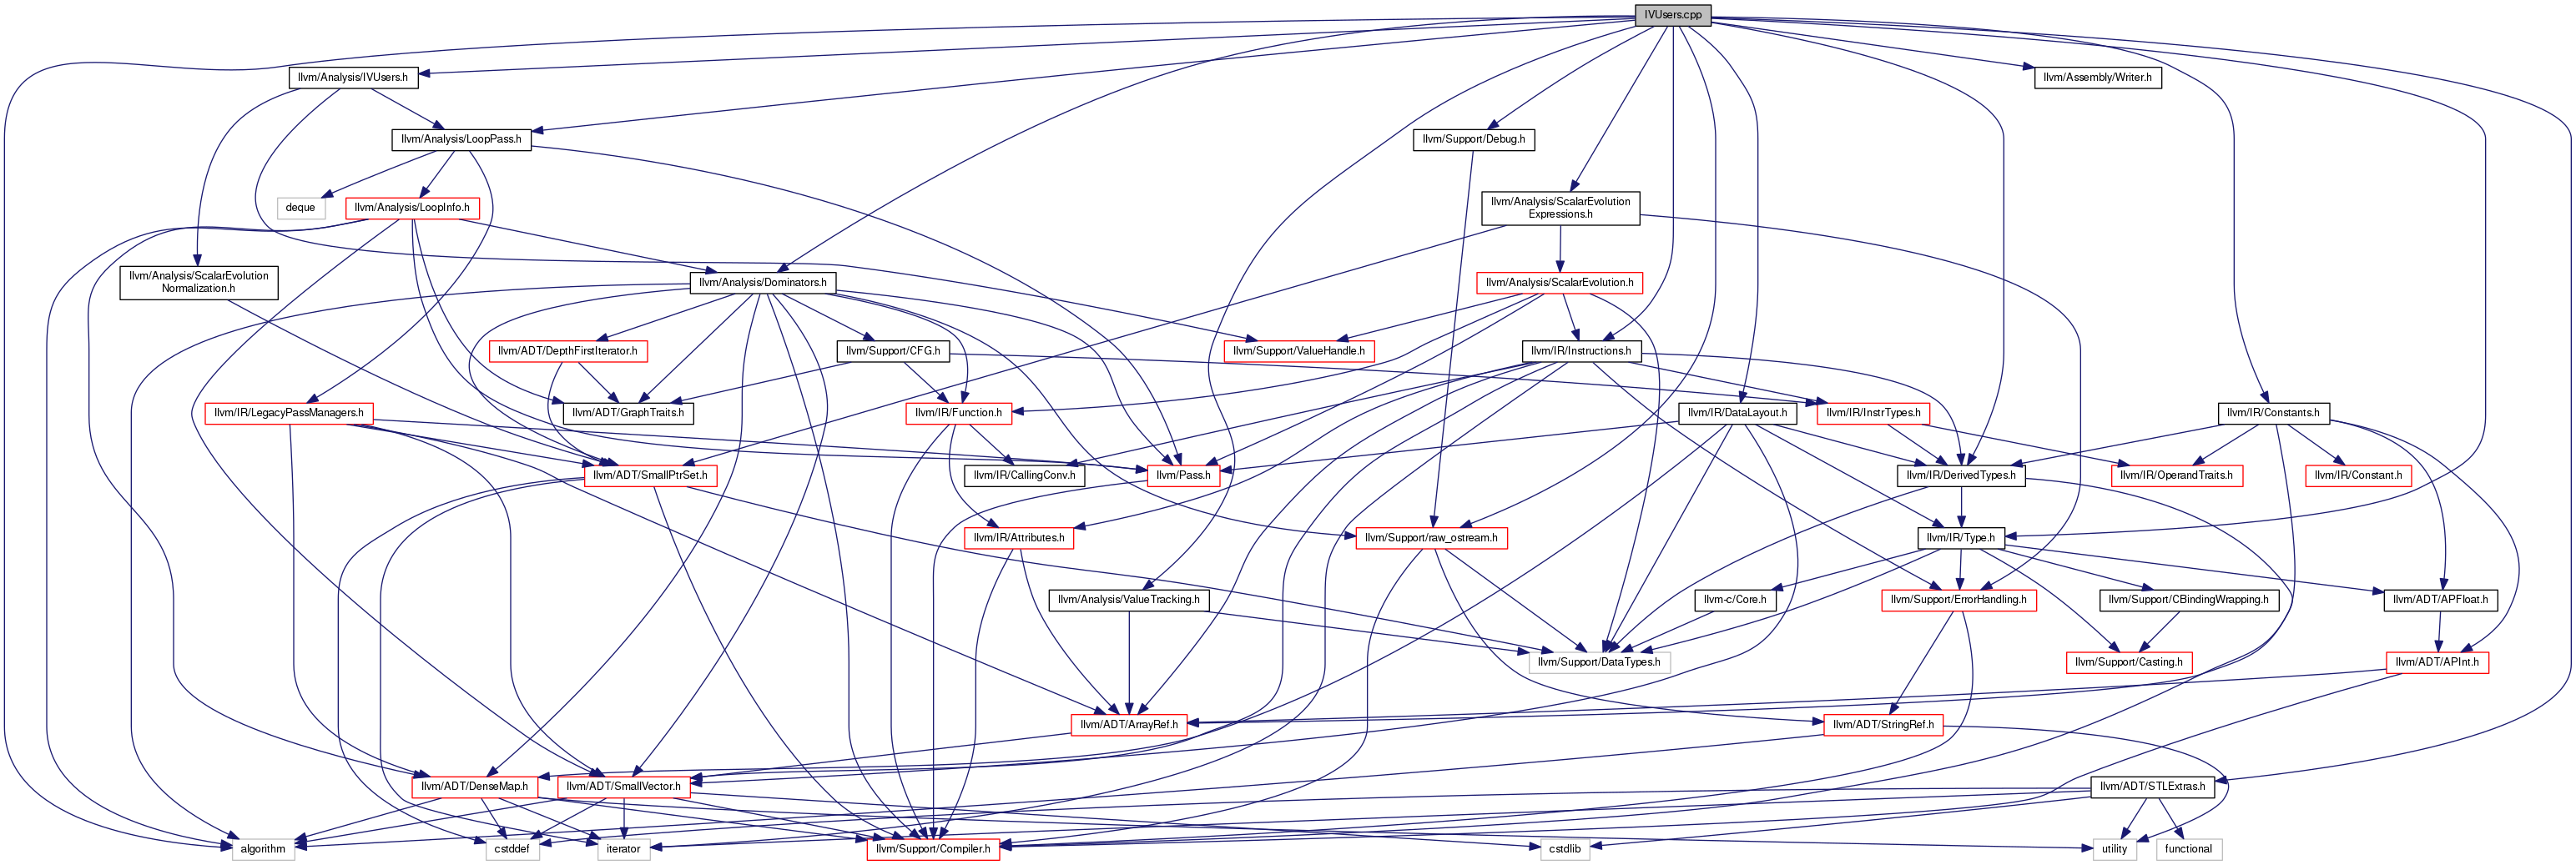 IVUsers.cpp
llvm/Analysis/IVUsers.h
llvm/Assembly/Writer.h
llvm/Analysis/LoopPass.h
llvm/Support/Debug.h
deque
llvm/Analysis/LoopInfo.h
llvm/Analysis/ScalarEvolution
Expressions.h
llvm/Analysis/ScalarEvolution
Normalization.h
llvm/Analysis/Dominators.h
llvm/Analysis/ScalarEvolution.h
llvm/ADT/DepthFirstIterator.h
llvm/Support/CFG.h
llvm/Support/ValueHandle.h
llvm/IR/Instructions.h
llvm/IR/LegacyPassManagers.h
llvm/ADT/GraphTraits.h
llvm/IR/Function.h
llvm/IR/DataLayout.h
llvm/IR/InstrTypes.h
llvm/IR/Constants.h
llvm/ADT/SmallPtrSet.h
llvm/IR/CallingConv.h
llvm/Pass.h
llvm/IR/DerivedTypes.h
llvm/IR/OperandTraits.h
llvm/IR/Constant.h
llvm/IR/Attributes.h
llvm/Support/raw_ostream.h
llvm/IR/Type.h
llvm/Analysis/ValueTracking.h
llvm-c/Core.h
llvm/Support/ErrorHandling.h
llvm/Support/CBindingWrapping.h
llvm/ADT/APFloat.h
llvm/Support/DataTypes.h
llvm/Support/Casting.h
llvm/ADT/APInt.h
llvm/ADT/ArrayRef.h
llvm/ADT/StringRef.h
llvm/ADT/DenseMap.h
llvm/ADT/SmallVector.h
llvm/ADT/STLExtras.h
algorithm
cstddef
iterator
llvm/Support/Compiler.h
cstdlib
utility
functional